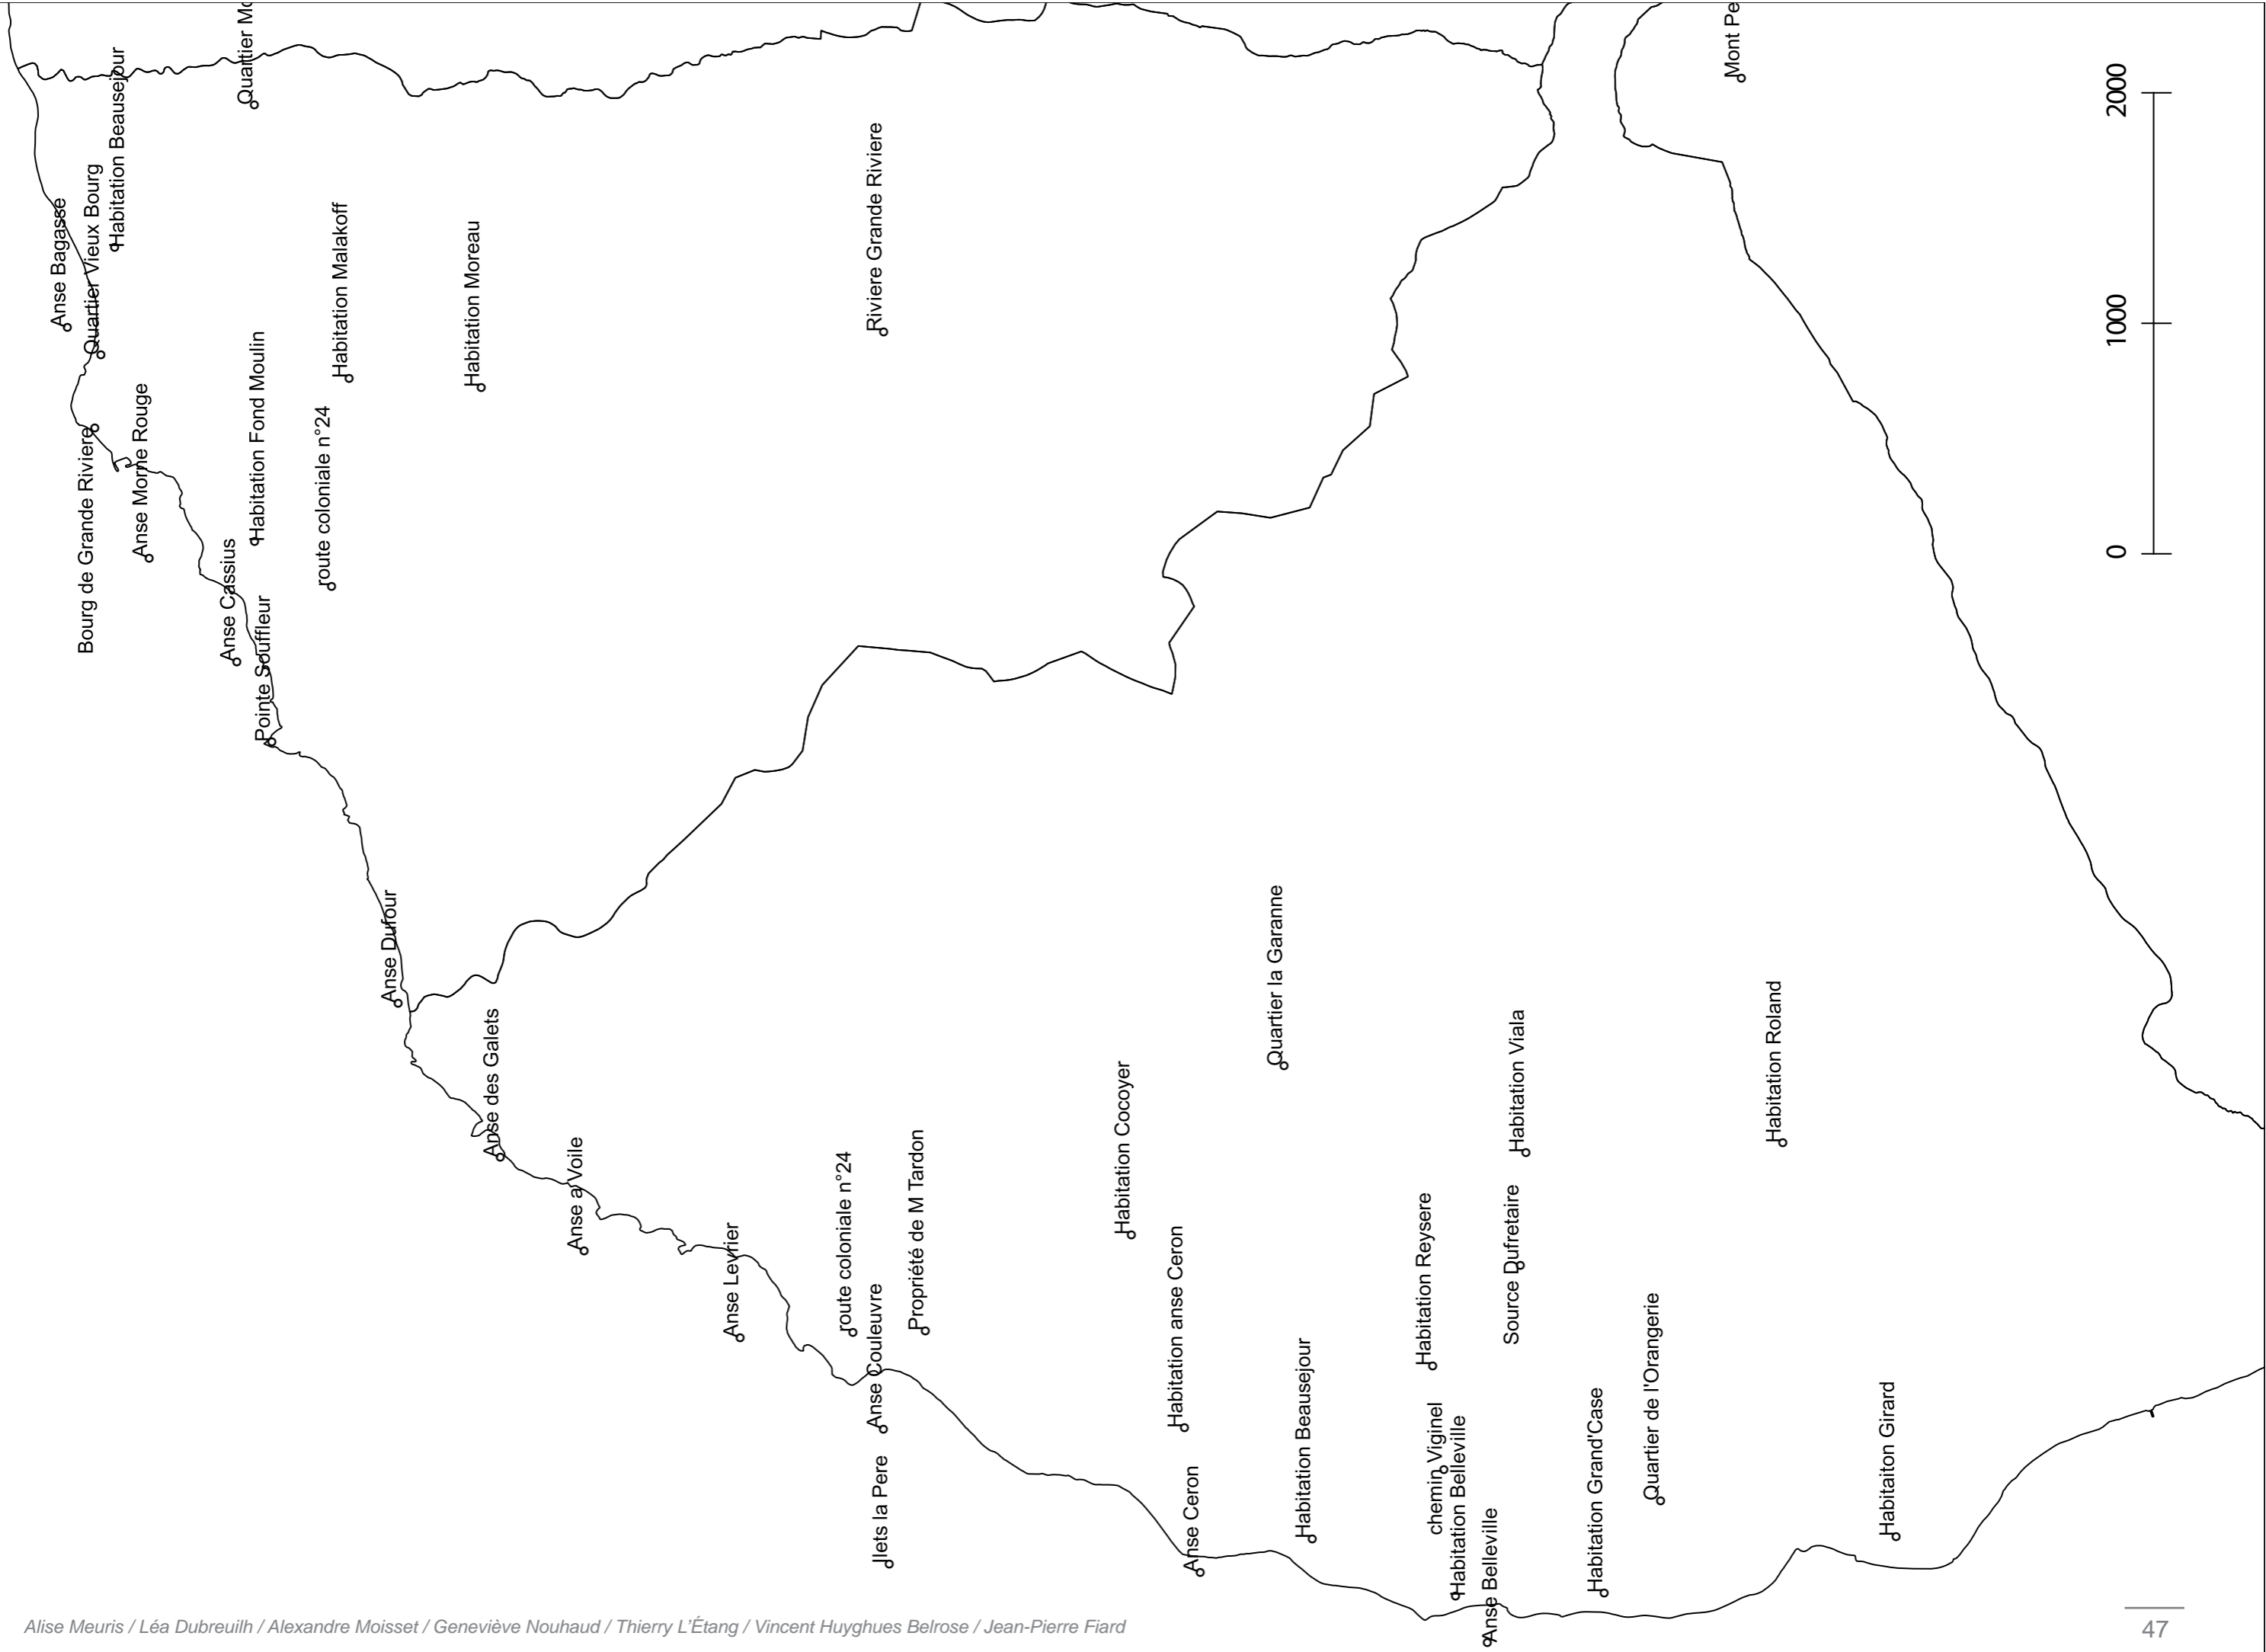 Quartier Mo
Mont Pe
Habitation Beausejour
Quartier Vieux Bourg
Anse Bagasse
Habitation Malakoff
Habitation Moreau
Riviere Grande Riviere
Bourg de Grande Riviere
Anse Morne Rouge
Habitation Fond Moulin
route coloniale n°24
Anse Cassius
Pointe Souffleur
Anse Dufour
Anse des Galets
Anse a Voile
Anse Levrier
route coloniale n°24
Propriété de M Tardon
Anse Couleuvre
Ilets la Pere
Habitation Cocoyer
Quartier la Garanne
Habitation anse Ceron
Anse Ceron
Habitation Beausejour
Habitation Reysere
Habitation Viala
Source Dufretaire
chemin Viginel
Habitation Belleville
Anse Belleville
Habitation Grand'Case
Quartier de l'Orangerie
Habitation Roland
Habitaiton Girard
0 1000 2000
Alise Meuris / Léa Dubreuilh / Alexandre Moisset / Geneviève Nouhaud / Thierry L'Étang / Vincent Huyghues Belrose / Jean-Pierre Fiard
47